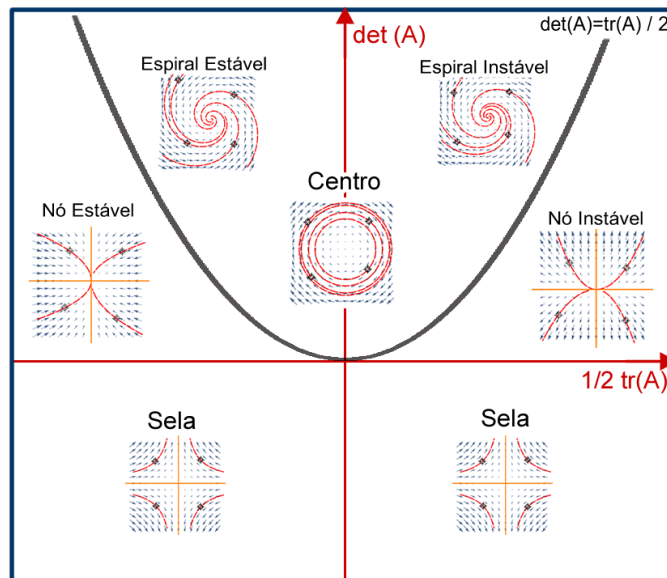 det (A)
det(A)=tr(A) / 2
Espiral Estável
Espiral Instável
Centro
Nó Estável
Nó Instável
1/2 tr(A)
Sela
Sela